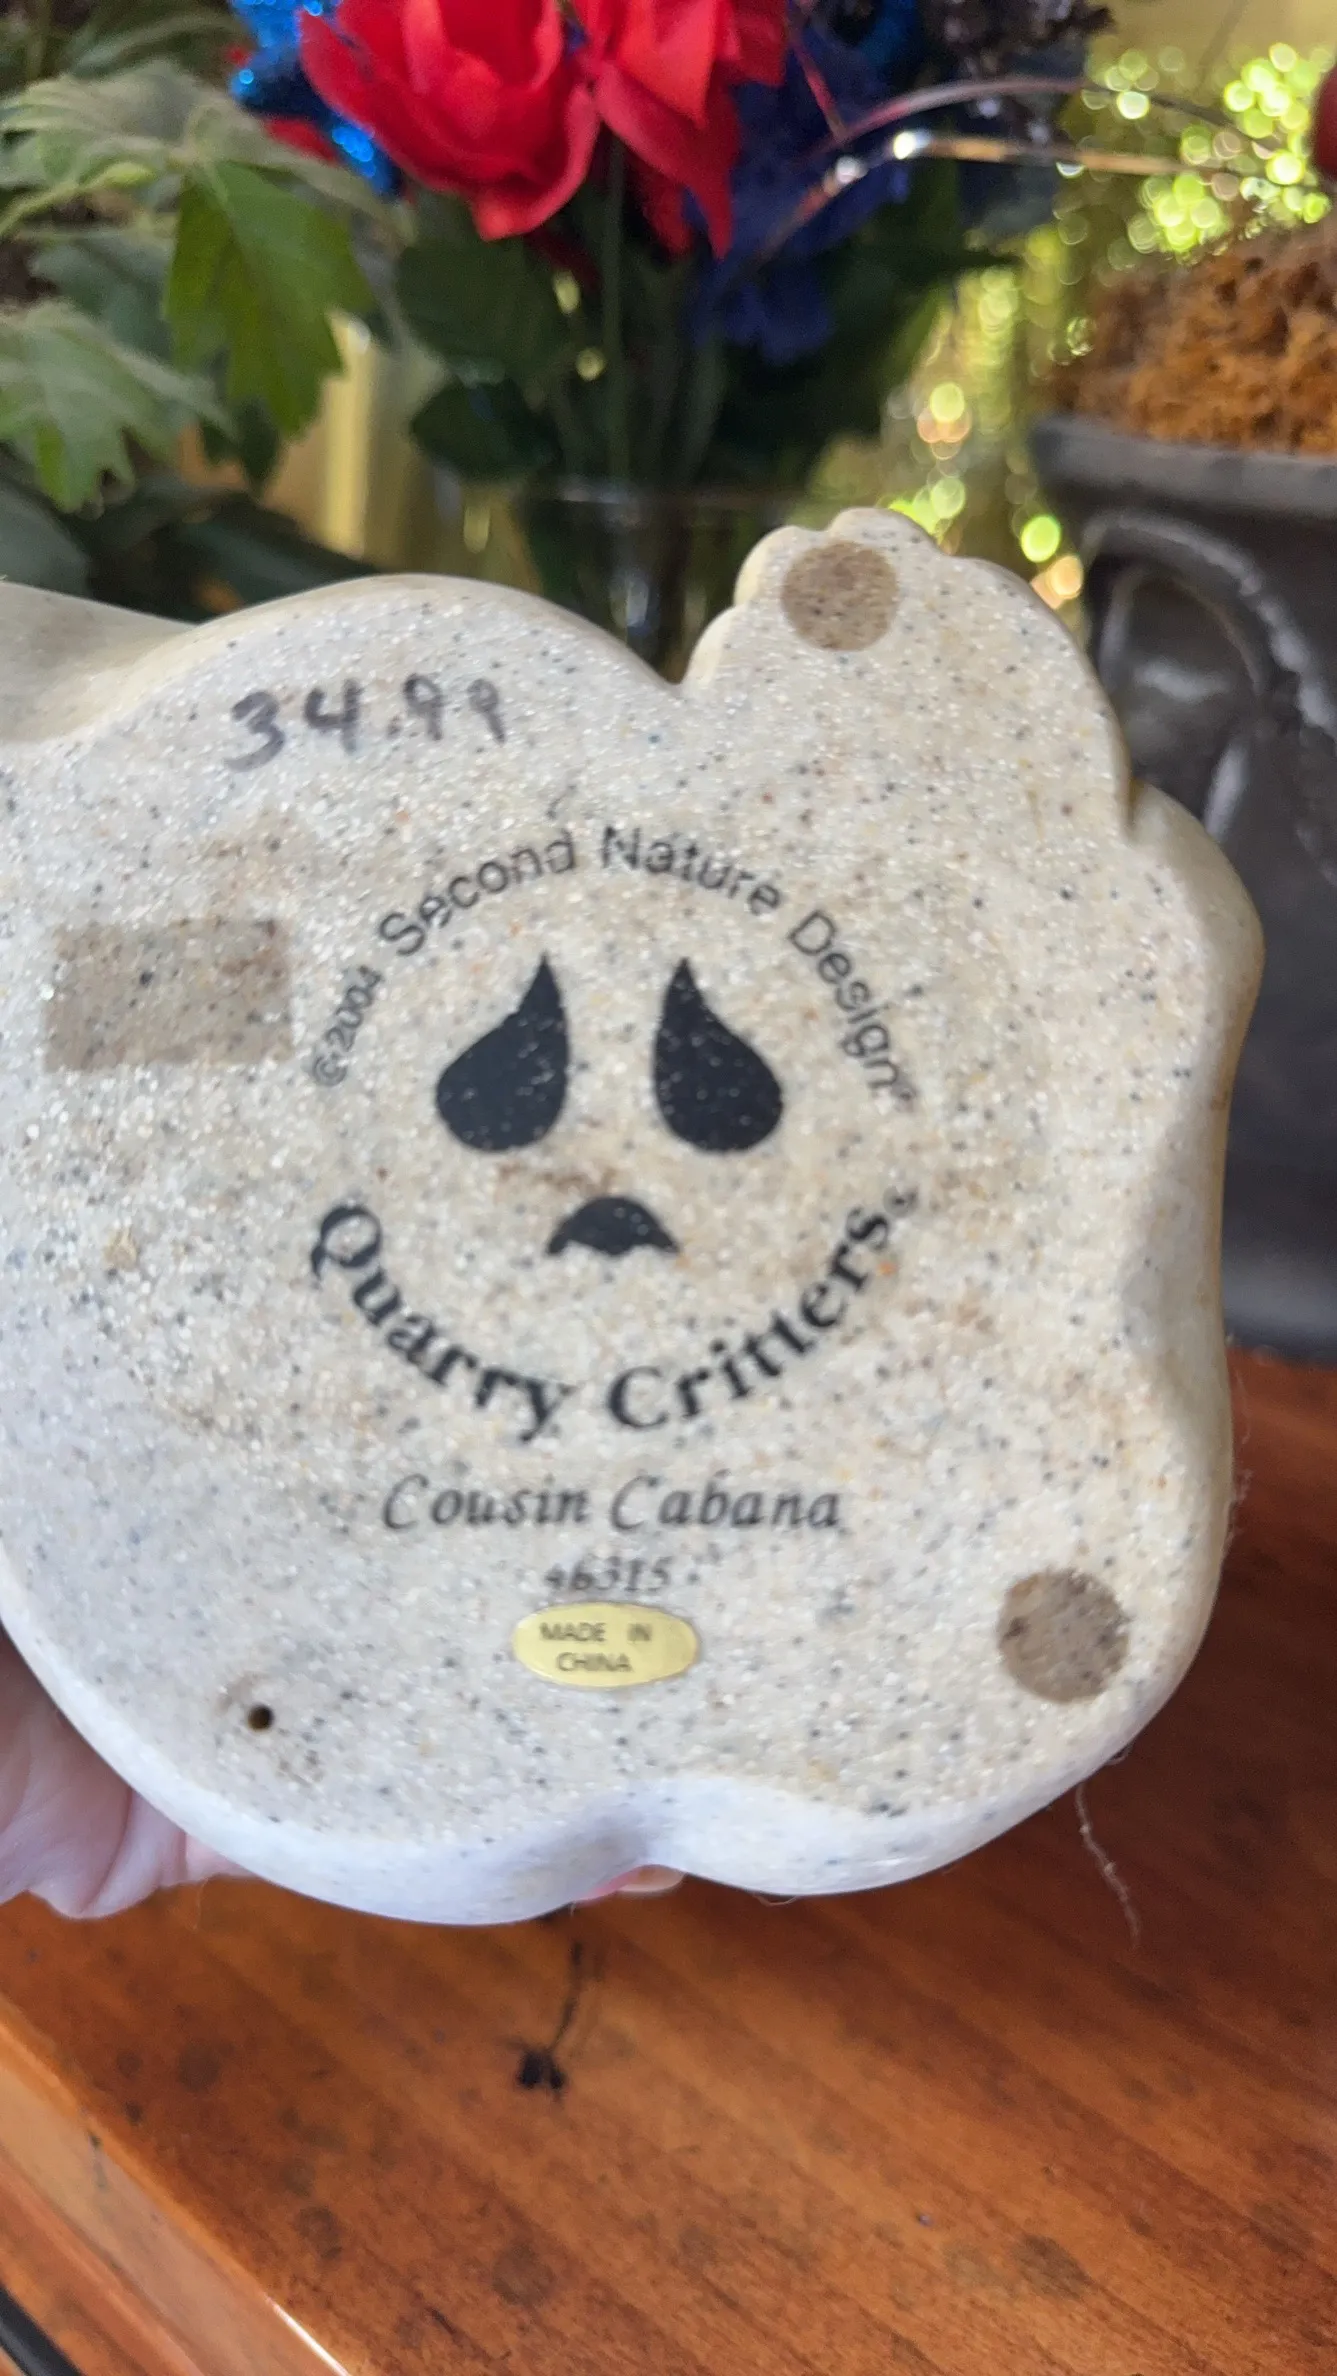 34.99
©2004 Second Nature Design®
Quarry Critters
Cousin Cabana
46315
MADE IN
CHINA